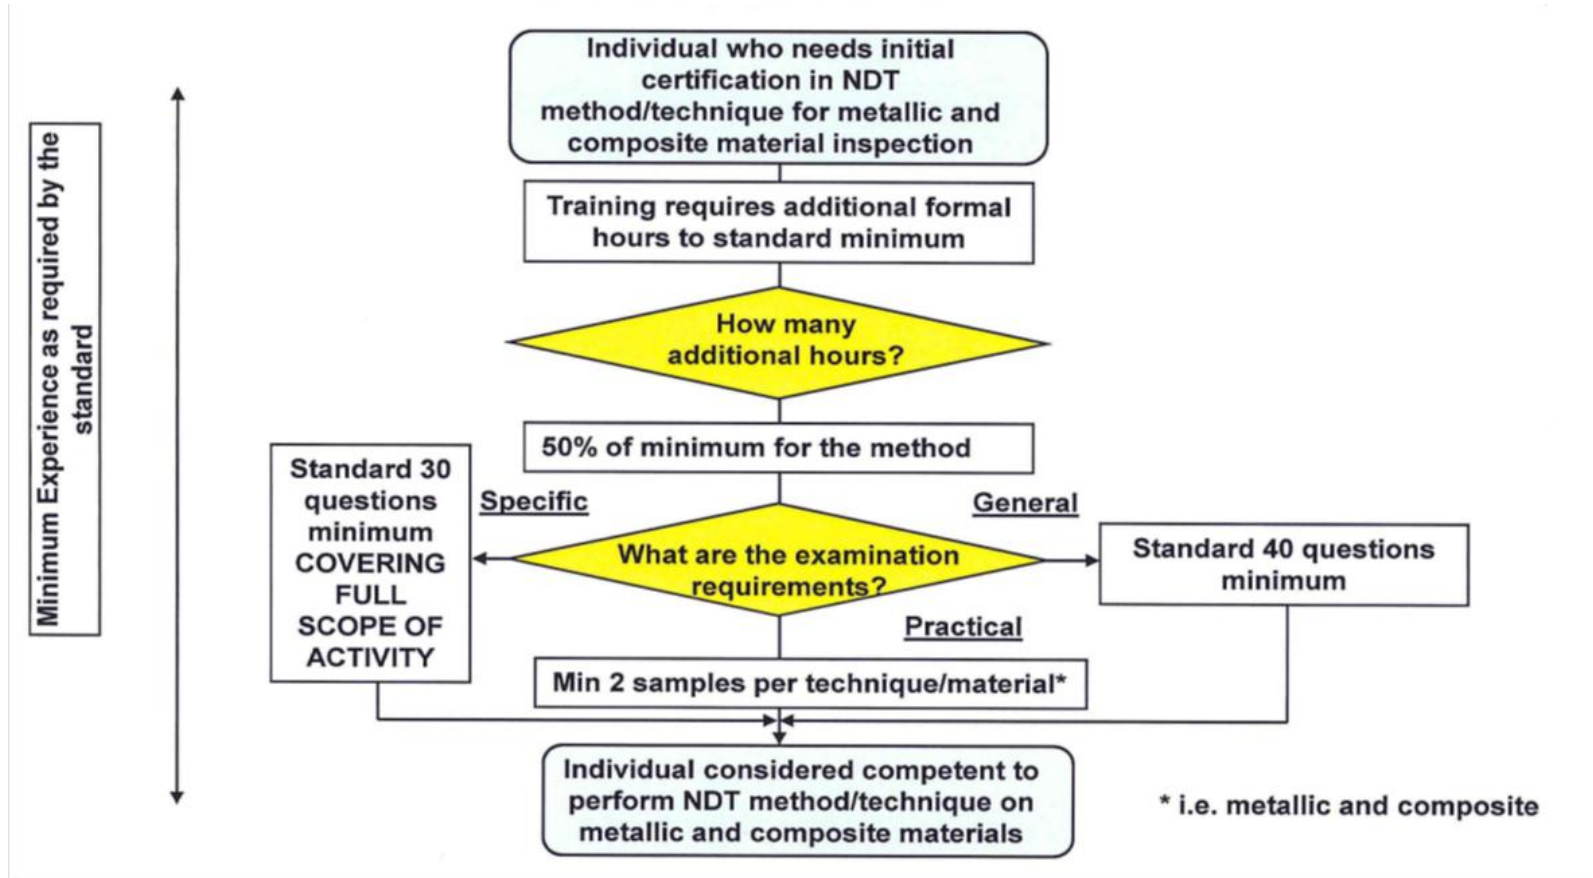 Individual who needs initial
certification in NDT
method/technique for metallic and
composite material inspection
Minimum Experience as required by the
standard
Training requires additional formal
hours to standard minimum
How many
additional hours?
50% of minimum for the method
Standard 30
questions
minimum
COVERING
FULL
SCOPE OF
ACTIVITY
Specific
General
What are the examination
requirements?
Standard 40 questions
minimum
Practical
Min 2 samples per technique/material*
Individual considered competent to
perform NDT method/technique on
metallic and composite materials
* i.e. metallic and composite